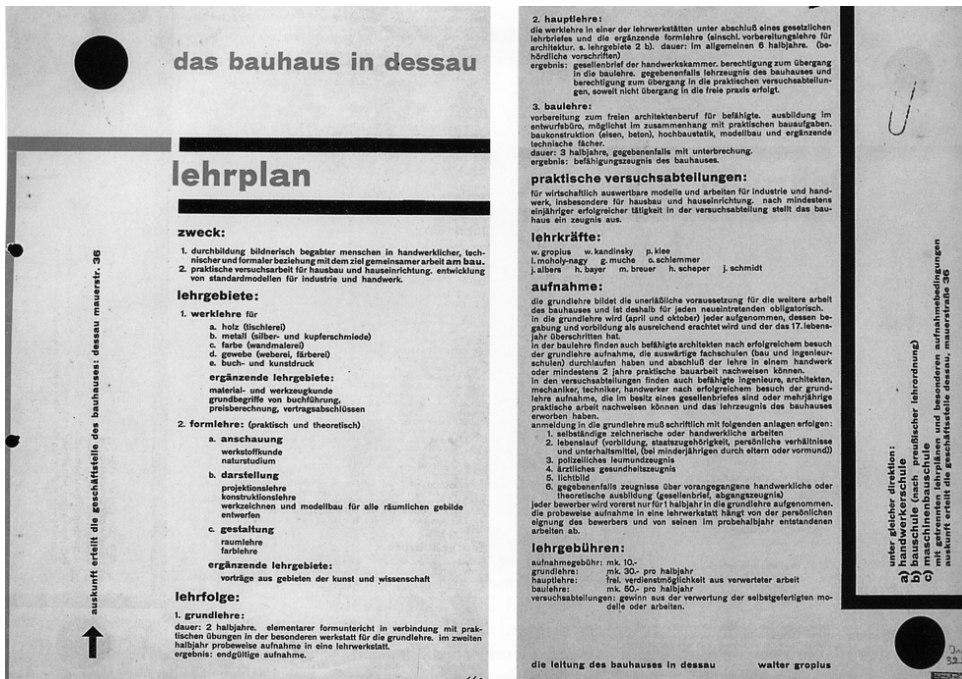 das bauhaus in dessau
lehrplan
auskunft erteilt die geschäftsstelle des bauhauses: dessau mauerstr. 36
zweck:
1. durchbildung bildnerisch begabter menschen in handwerklicher, tech-
nischer und formaler beziehung mit dem ziel gemeinsamer arbeit am bau.
2. praktische versuchsarbeit für hausbau und hauseinrichtung. entwicklung
von standardmodellen für industrie und handwerk.
lehrgebiete:
1. werklehre für
a. holz (tischlerei)
b. metall (silber- und kupferschmiede)
c. farbe (wandmalerei)
d. gewebe (weberei, färberei)
e. buch- und kunstdruck
ergänzende lehrgebiete:
material- und werkzeugkunde
grundbegriffe von buchführung,
preisberechnung, vertragsabschlüssen
2. formlehre: (praktisch und theoretisch)
a. anschauung
werkstoffkunde
naturstudium
b. darstellung
projektionslehre
konstruktionslehre
werkzeichnen und modellbau für alle räumlichen gebilde
entwerfen
c. gestaltung
raumlehre
farblehre
ergänzende lehrgebiete:
vorträge aus gebieten der kunst und wissenschaft
lehrfolge:
1. grundlehre:
dauer: 2 halbjahre. elementarer formunterricht in verbindung mit prak-
tischen übungen in der besonderen werkstatt für die grundlehre. im zweiten
halbjahr probeweise aufnahme in eine lehrwerkstatt.
ergebnis: endgültige aufnahme.
2. hauptlehre:
die werklehre in einer der lehrwerkstätten unter abschluß eines gesetzlichen
lehrbriefes und die ergänzende formlehre (einschl. vorbereitungslehre für
architektur. s. lehrgebiete 2 b). dauer: im allgemeinen 6 halbjahre. (be-
hördliche vorschriften)
ergebnis: gesellenbrief der handwerkskammer. berechtigung zum übergang
in die baulehre. gegebenenfalls lehrzeugnis des bauhauses und
berechtigung zum übergang in die praktischen versuchsabteilun-
gen, soweit nicht übergang in die freie praxis erfolgt.
3. baulehre:
vorbereitung zum freien architektenberuf für befähigte. ausbildung im
entwurfsbüro, möglichst im zusammenhang mit praktischen bauaufgaben.
baukonstruktion (eisen, beton), hochbaustatik, modellbau und ergänzende
technische fächer.
dauer: 3 halbjahre, gegebenenfalls mit unterbrechung.
ergebnis: befähigungszeugnis des bauhauses.
praktische versuchsabteilungen:
für wirtschaftlich auswertbare modelle und arbeiten für industrie und hand-
werk, insbesondere für hausbau und hauseinrichtung. nach mindestens
einjähriger erfolgreicher tätigkeit in der versuchsabteilung stellt das bau-
haus ein zeugnis aus.
lehrkräfte:
w. gropius w. kandinsky p. klee
l. moholy-nagy g. muche o. schlemmer
j. albers h. bayer m. breuer h. scheper j. schmidt
aufnahme:
die grundlehre bildet die unerläßliche voraussetzung für die weitere arbeit
des bauhauses und ist deshalb für jeden neueintretenden obligatorisch.
in die grundlehre wird (april und oktober) jeder aufgenommen, dessen be-
gabung und vorbildung als ausreichend erachtet wird und der das 17. lebens-
jahr überschritten hat.
in der baulehre finden auch befähigte architekten nach erfolgreichem besuch
der grundlehre aufnahme, die auswärtige fachschulen (bau und ingenieur-
schulen) durchlaufen haben und abschluß der lehre in einem handwerk
oder mindestens 2 jahre praktische bauarbeit nachweisen können.
in den versuchsabteilungen finden auch befähigte ingenieure, architekten,
mechaniker, techniker, handwerker nach erfolgreichem besuch der grund-
lehre aufnahme, die im besitz eines gesellenbriefes sind oder mehrjährige
praktische arbeit nachweisen können und das lehrzeugnis des bauhauses
erworben haben.
anmeldung in die grundlehre muß schriftlich mit folgenden anlagen erfolgen:
1. selbständige zeichnerische oder handwerkliche arbeiten
2. lebenslauf (vorbildung, staatszugehörigkeit, persönliche verhältnisse
und unterhaltsmittel, (bei minderjährigen durch eltern oder vormund))
3. polizeiliches leumundzeugnis
4. ärztliches gesundheitszeugnis
5. lichtbild
6. gegebenenfalls zeugnisse über vorangegangene handwerkliche oder
theoretische ausbildung (gesellenbrief, abgangszeugnis)
jeder bewerber wird vorerst nur für 1 halbjahr in die grundlehre aufgenommen.
die probeweise aufnahme in eine lehrwerkstatt hängt von der persönlichen
eignung des bewerbers und von seinen im probehalbjahr entstandenen
arbeiten ab.
lehrgebühren:
aufnahmegebühr: mk. 10.-
grundlehre: mk. 30.- pro halbjahr
hauptlehre: frei. verdienstmöglichkeit aus verwerteter arbeit
baulehre: mk. 50.- pro halbjahr
versuchsabteilungen: gewinn aus der verwertung der selbstgefertigten mo-
delle oder arbeiten.
die leitung des bauhauses in dessau walter gropius
unter gleicher direktion:
a) handwerkerschule
b) bauschule (nach preußischer lehrordnung)
c) maschinenbauschule
mit getrennten lehrplänen und besonderen aufnahmebedingungen
auskunft erteilt die geschäftsstelle dessau, mauerstraße 36